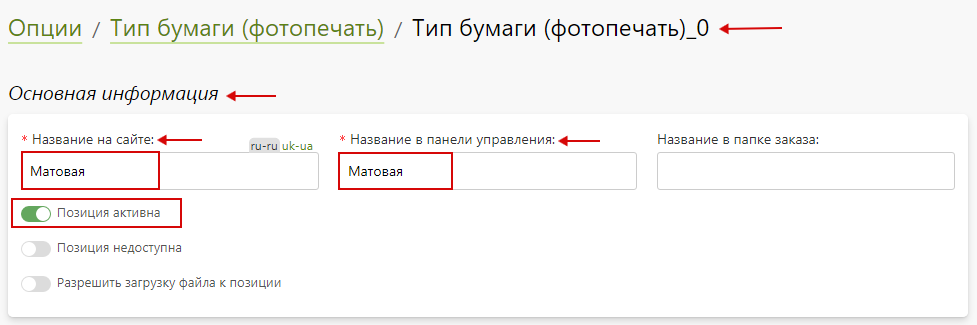 Опции / Тип бумаги (фотопечать) / Тип бумаги (фотопечать)_0
Основная информация
* Название на сайте: * Название в панели управления: Название в папке заказа:
ru-ru uk-ua
Матовая Матовая
Позиция активна
Позиция недоступна
Разрешить загрузку файла к позиции